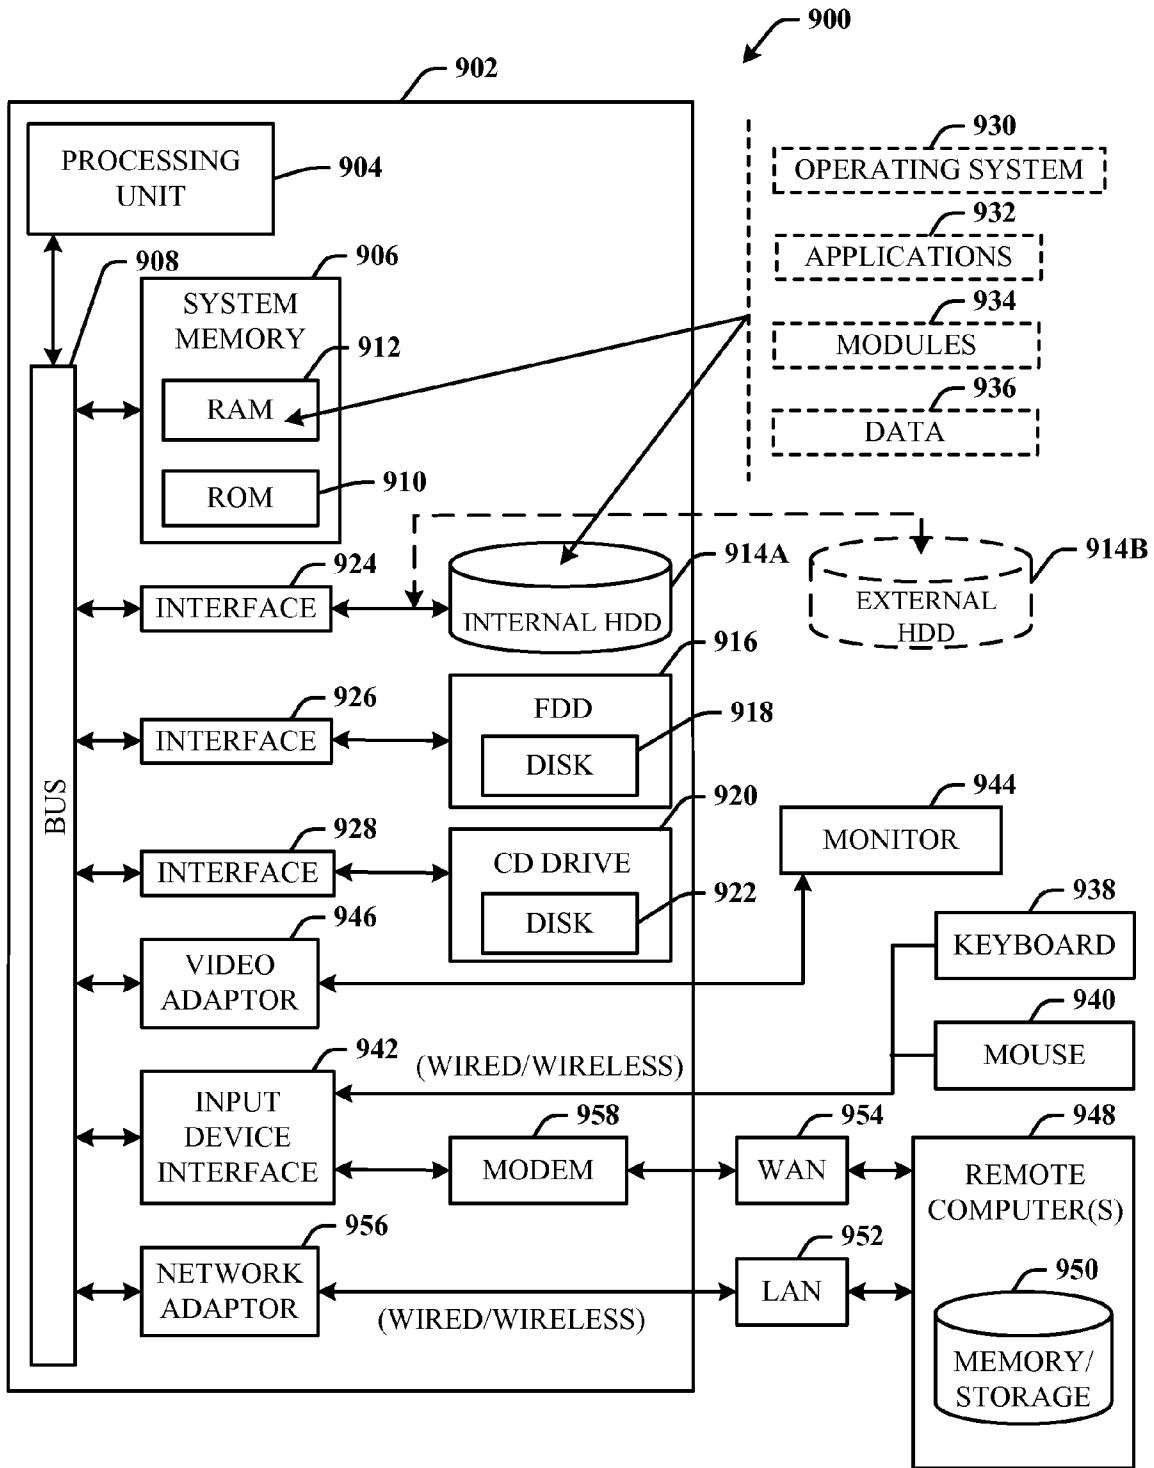 900
902
PROCESSING
UNIT
904
930
OPERATING SYSTEM
932
APPLICATIONS
934
MODULES
936
DATA
908
906
SYSTEM
MEMORY
912
RAM
910
ROM
924
INTERFACE
914A
INTERNAL HDD
914B
EXTERNAL
HDD
926
INTERFACE
916
FDD
918
DISK
BUS
928
INTERFACE
920
CD DRIVE
922
DISK
944
MONITOR
938
KEYBOARD
946
VIDEO
ADAPTOR
940
MOUSE
942
INPUT
DEVICE
INTERFACE
(WIRED/WIRELESS)
958
MODEM
954
WAN
948
REMOTE
COMPUTER(S)
956
NETWORK
ADAPTOR
(WIRED/WIRELESS)
952
LAN
950
MEMORY/
STORAGE